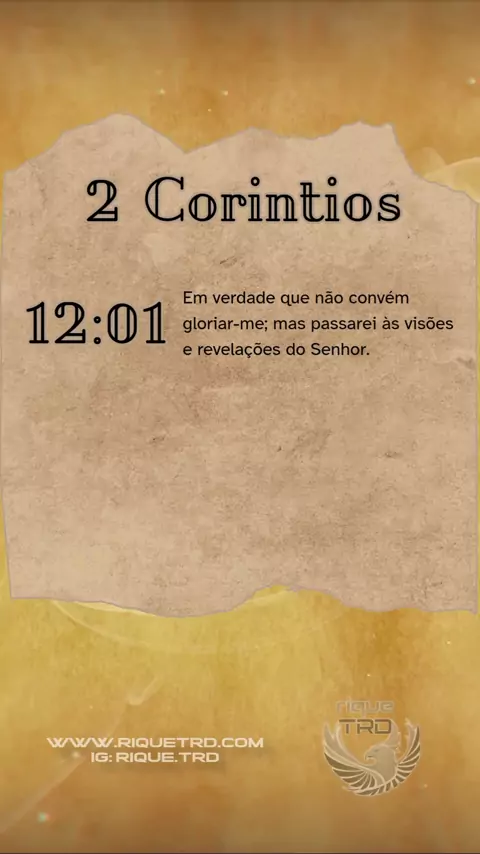 2 Corintios
12:01
Em verdade que não convém
gloriar-me; mas passarei às visões
e revelações do Senhor.
rique
TRD
WWW.RIQUETRD.COM
IG: RIQUE.TRD